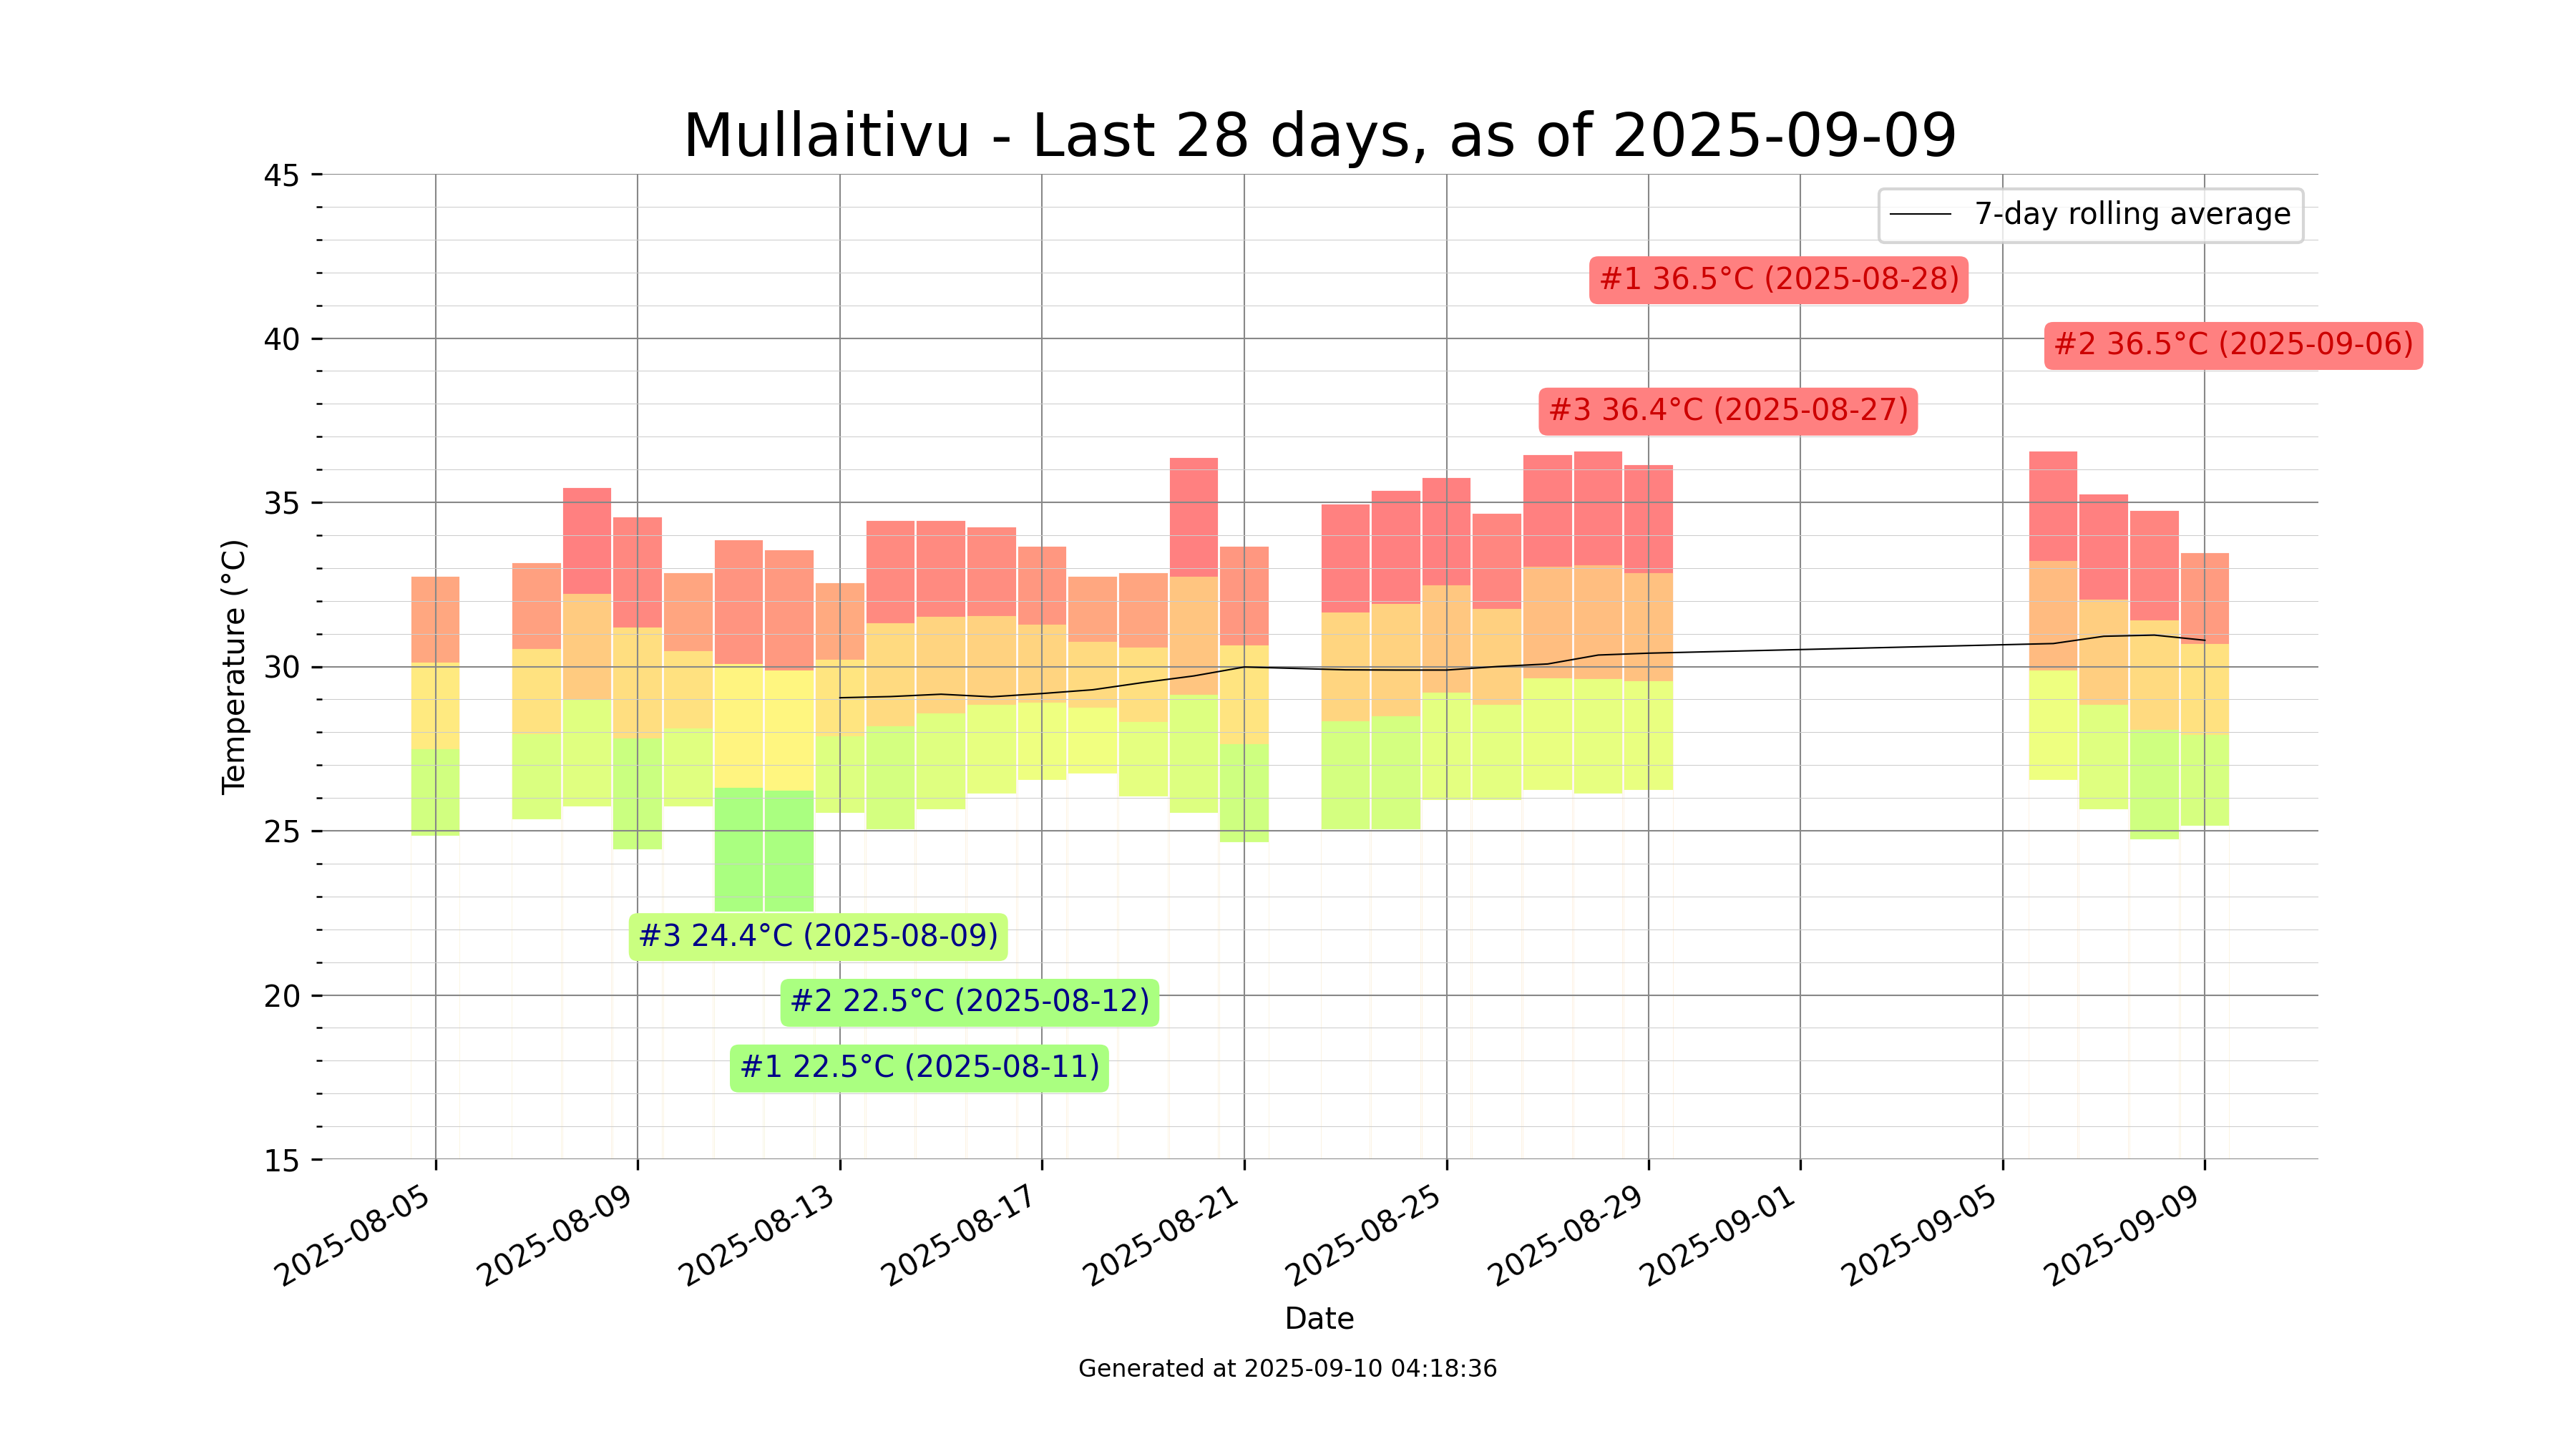 Mullaitivu - Last 28 days, as of 2025-09-09
45
40
35
30
25
20
15
Temperature (°C)
7-day rolling average
#1 36.5°C (2025-08-28)
#2 36.5°C (2025-09-06)
#3 36.4°C (2025-08-27)
#3 24.4°C (2025-08-09)
#2 22.5°C (2025-08-12)
#1 22.5°C (2025-08-11)
2025-08-05
2025-08-09
2025-08-13
2025-08-17
2025-08-21
2025-08-25
2025-08-29
2025-09-01
2025-09-05
2025-09-09
Date
Generated at 2025-09-10 04:18:36